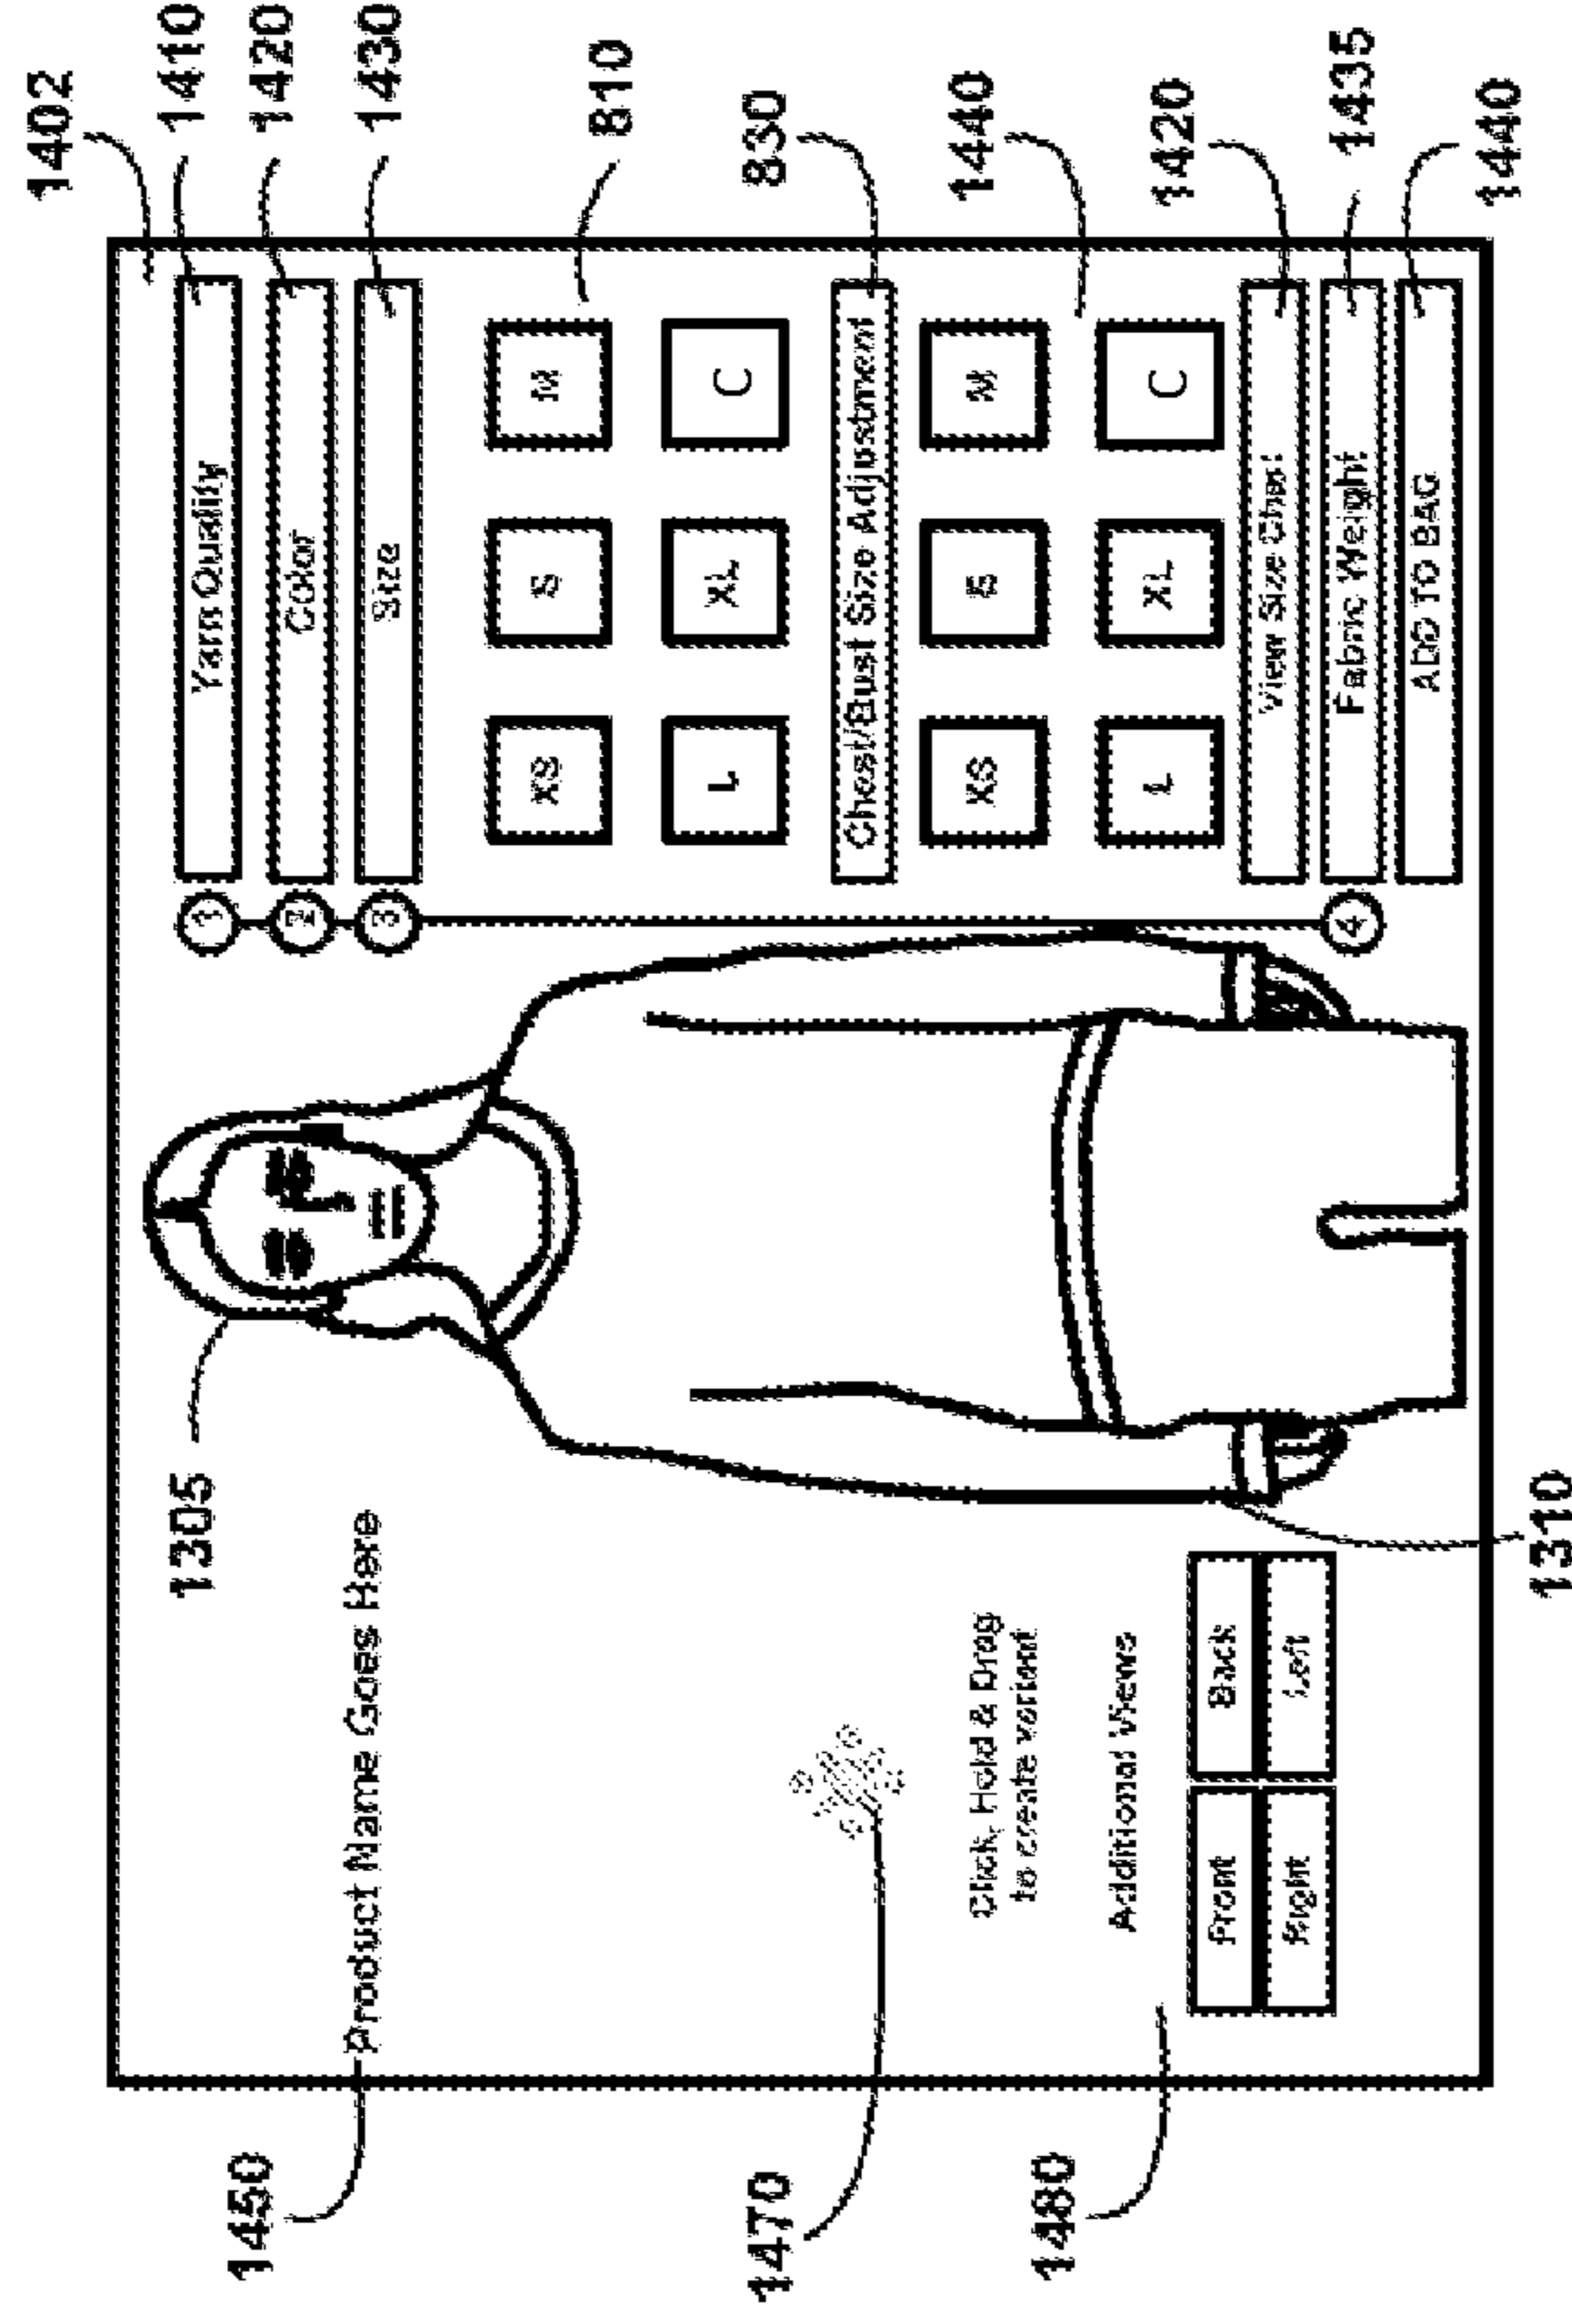 1402
1410
1420
1430
810
830
1440
1420
1435
1440
1305
1310
1450
1470
1480
Product Name Goes Here
Click, Hold & Drag
to create variant
Additional Views
Front
Back
Right
Left
1
Yarn Quality
2
Color
3
Size
XS
S
M
L
XL
C
Chest/Bust Size Adjustment
XS
S
M
L
XL
C
View Size Chart
4
Fabric Weight
ADD TO BAG